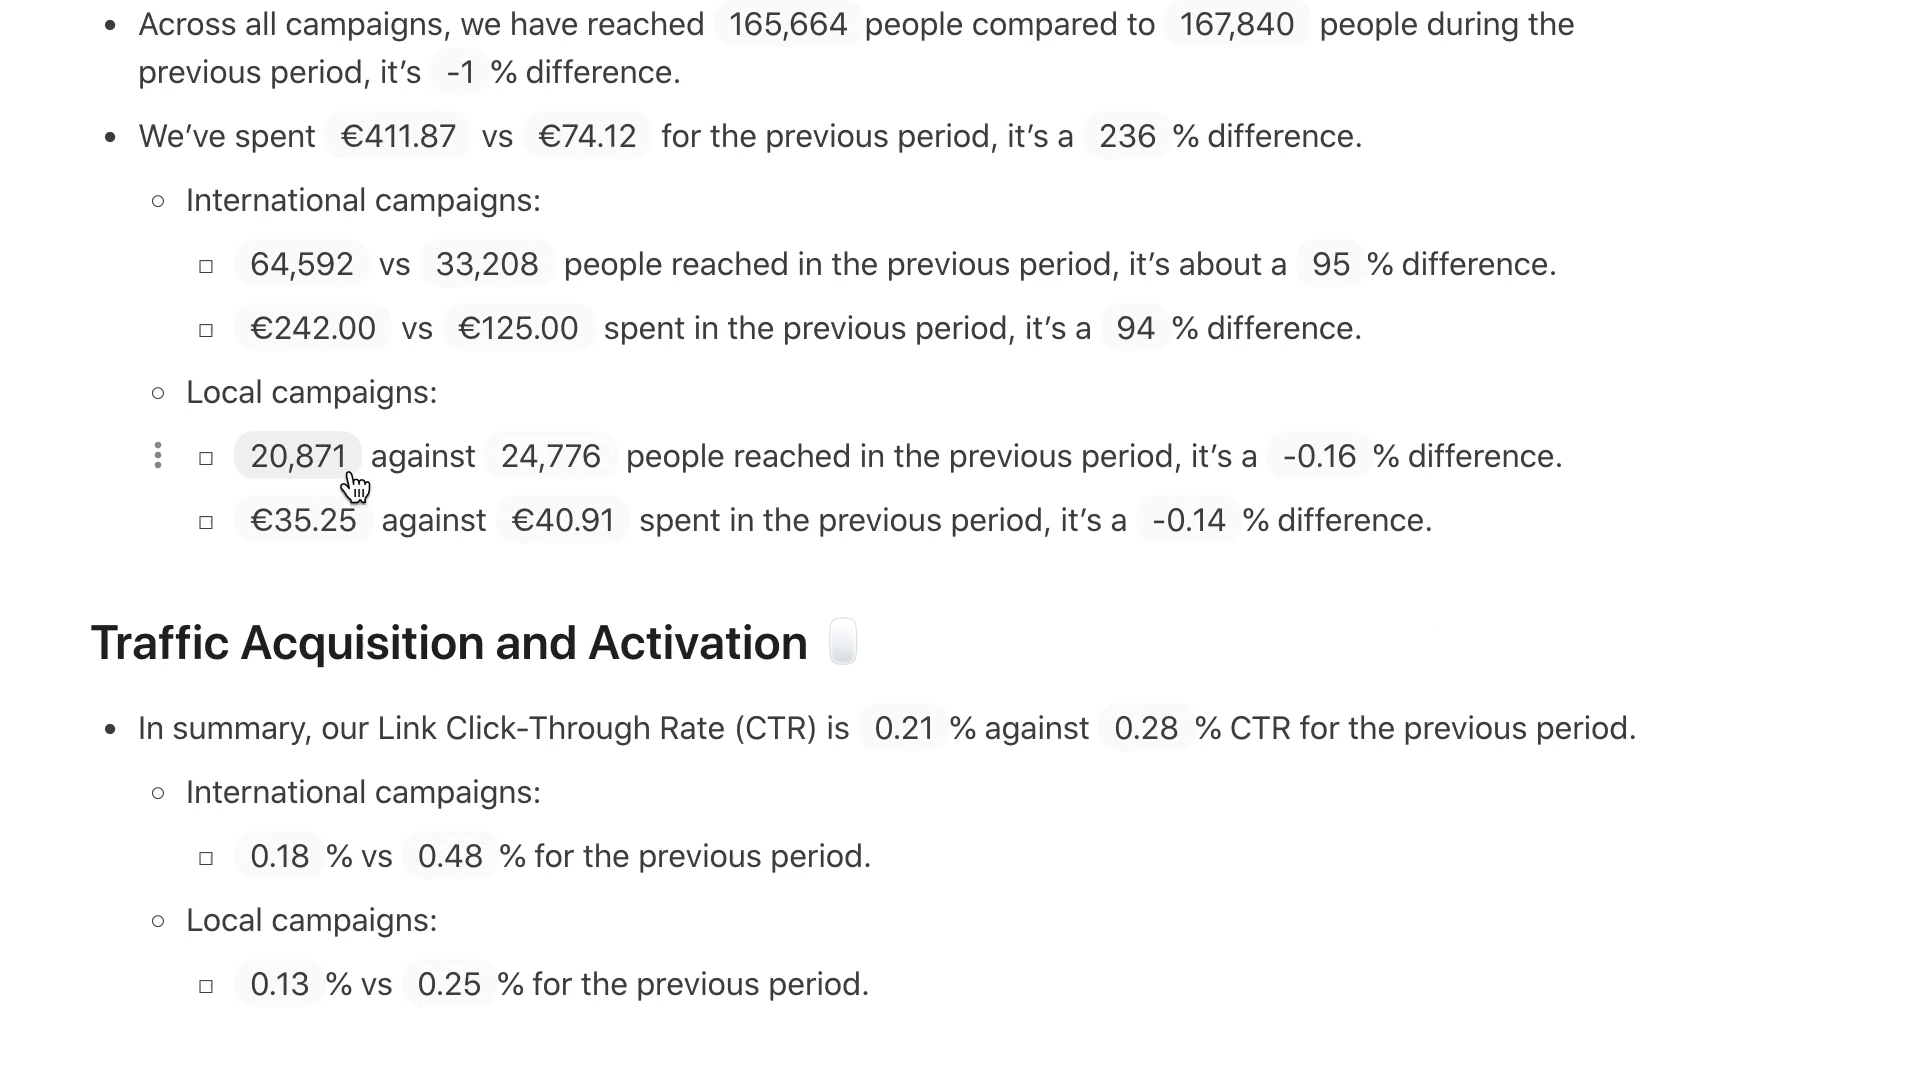 Across all campaigns, we have reached 165,664 people compared to 167,840 people during the
previous period, it’s -1 % difference.
We’ve spent €411.87 vs €74.12 for the previous period, it’s a 236 % difference.
International campaigns:
64,592 vs 33,208 people reached in the previous period, it’s about a 95 % difference.
€242.00 vs €125.00 spent in the previous period, it’s a 94 % difference.
Local campaigns:
20,871 against 24,776 people reached in the previous period, it’s a -0.16 % difference.
€35.25 against €40.91 spent in the previous period, it’s a -0.14 % difference.
Traffic Acquisition and Activation
In summary, our Link Click-Through Rate (CTR) is 0.21 % against 0.28 % CTR for the previous period.
International campaigns:
0.18 % vs 0.48 % for the previous period.
Local campaigns:
0.13 % vs 0.25 % for the previous period.